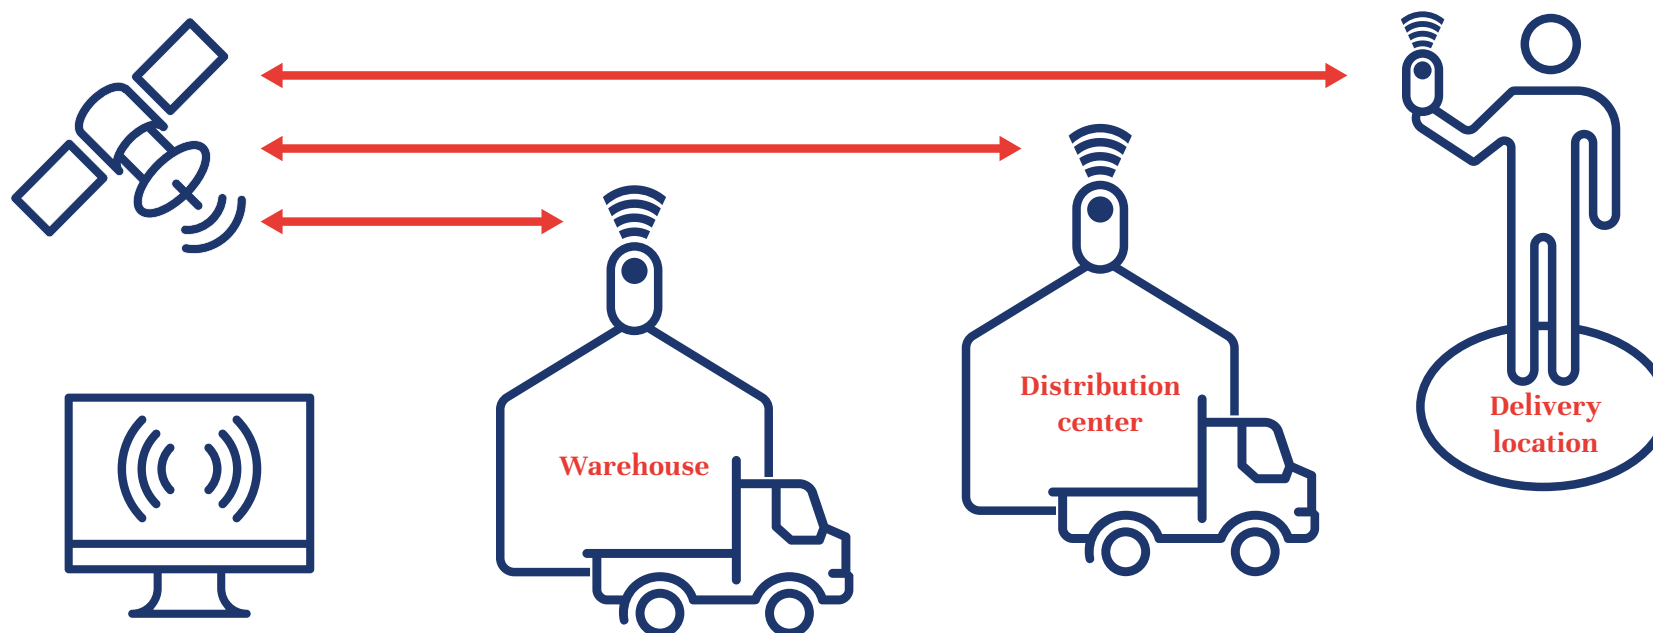 Warehouse
Distribution
center
Delivery
location